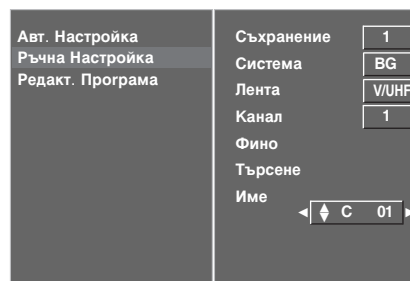 Авт. Настройка
Ръчна Настройка
Редакт. Програма
Съхранение 1
Система BG
Лента V/UHF
Канал 1
Фино
Търсене
Име
◀ ♦ C 01 ▶